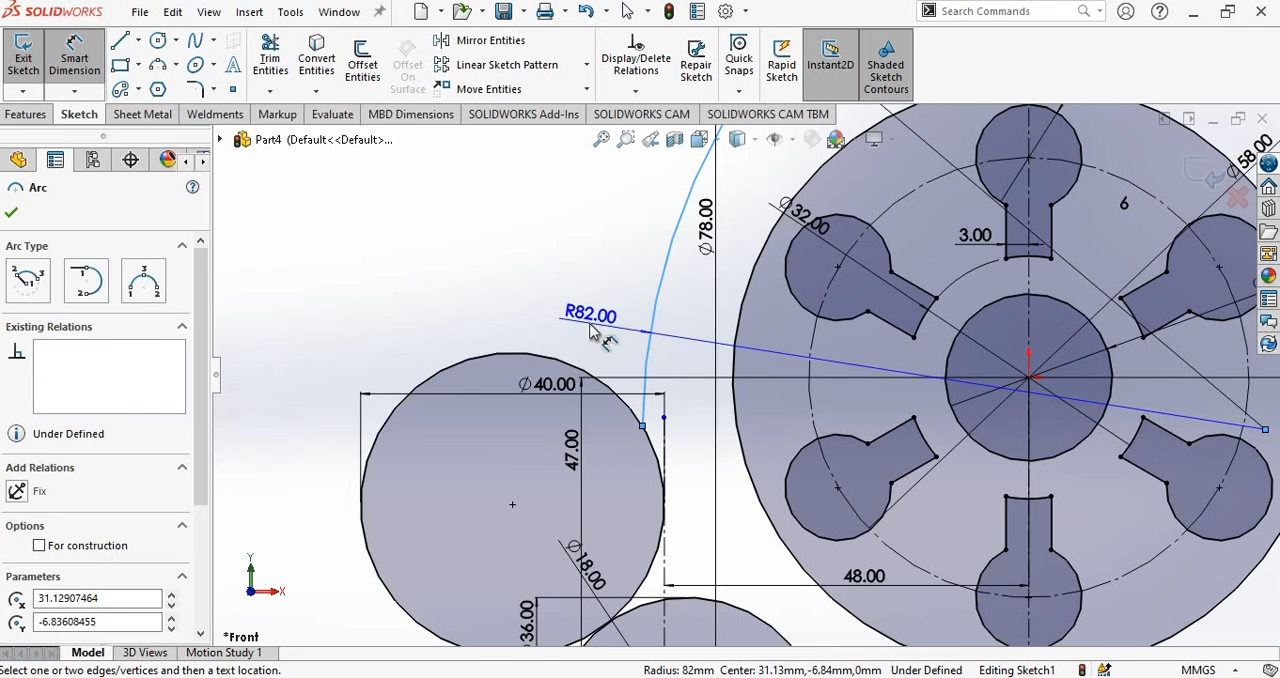 SOLIDWORKS File Edit View Insert Tools Window Search Commands
Exit Sketch
Smart Dimension
Trim Entities
Convert Entities
Offset Entities
Offset On Surface
Mirror Entities
Linear Sketch Pattern
Move Entities
Display/Delete Relations
Repair Sketch
Quick Snaps
Rapid Sketch
Instant2D
Shaded Sketch Contours
Features Sketch Sheet Metal Weldments Markup Evaluate MBD Dimensions SOLIDWORKS Add-Ins SOLIDWORKS CAM SOLIDWORKS CAM TBM
Part4 (Default<<Default>...
Arc
Arc Type
Existing Relations
Under Defined
Add Relations
Fix
Options
For construction
Parameters
31.12907464
-6.83608455
∅58.00
6
∅32.00
∅78.00
3.00
R82.00
∅40.00
47.00
∅18.00
48.00
∅36.00
Y
X
*Front
Model 3D Views Motion Study 1
Select one or two edges/vertices and then a text location. Radius: 82mm Center: 31.13mm,-6.84mm,0mm Under Defined Editing Sketch1 MMGS